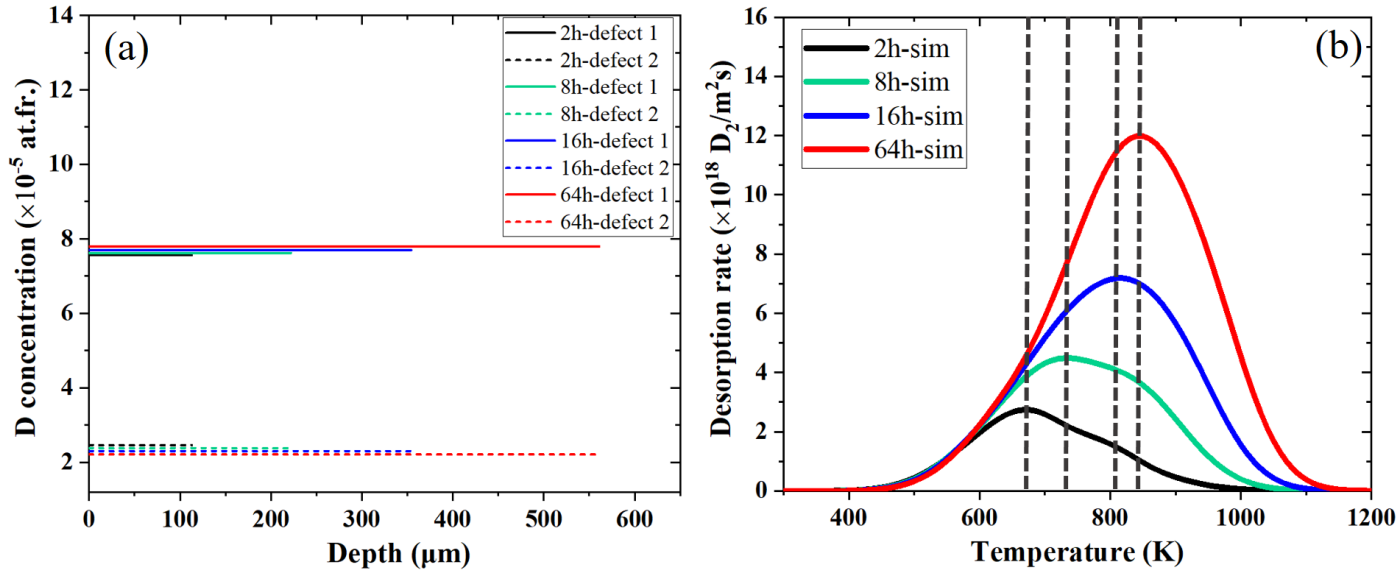 (a)
2h-defect 1
2h-defect 2
8h-defect 1
8h-defect 2
16h-defect 1
16h-defect 2
64h-defect 1
64h-defect 2
14
12
10
8
6
4
2
D concentration (×10⁻⁵ at.fr.)
0 100 200 300 400 500 600
Depth (μm)
(b)
2h-sim
8h-sim
16h-sim
64h-sim
16
14
12
10
8
6
4
2
0
Desorption rate (×10¹⁸ D₂/m²s)
400 600 800 1000 1200
Temperature (K)